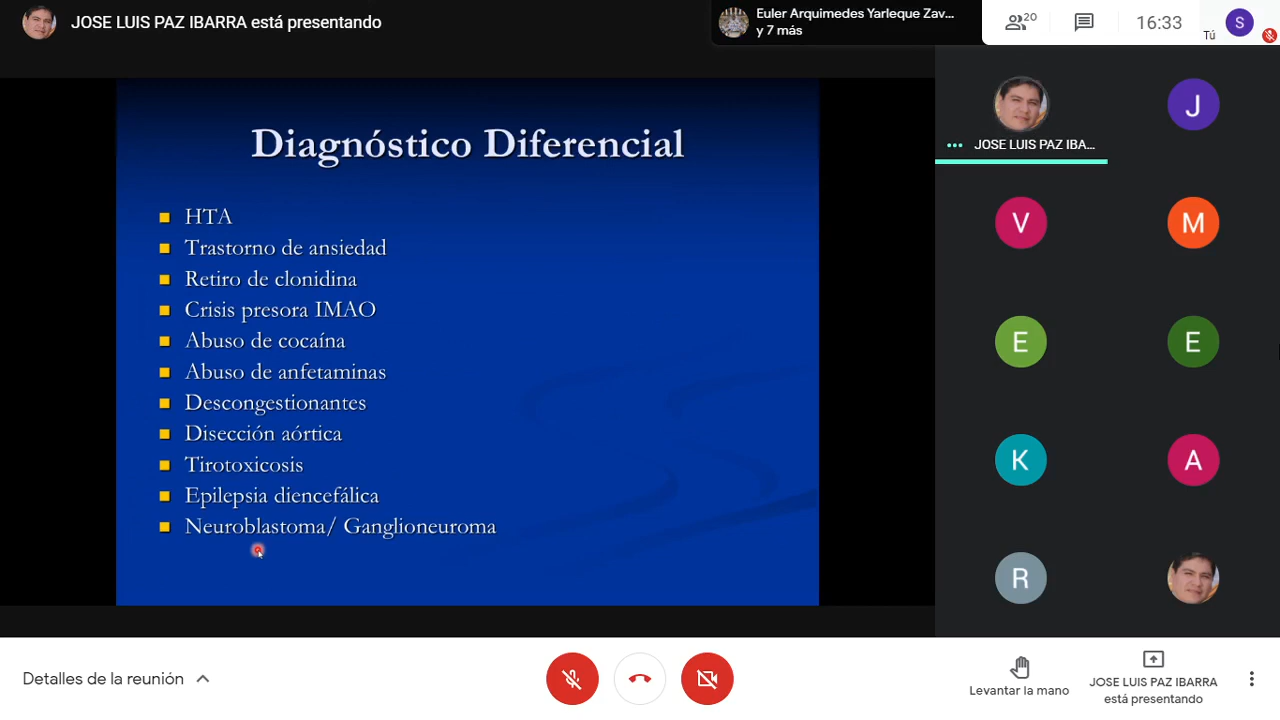 JOSE LUIS PAZ IBARRA está presentando
Euler Arquimedes Yarleque Zav...
y 7 más
20
16:33
Tú
S
Diagnóstico Diferencial
HTA
Trastorno de ansiedad
Retiro de clonidina
Crisis presora IMAO
Abuso de cocaína
Abuso de anfetaminas
Descongestionantes
Disección aórtica
Tirotoxicosis
Epilepsia diencefálica
Neuroblastoma/ Ganglioneuroma
JOSE LUIS PAZ IBA...
J
V
M
E
E
K
A
R
Detalles de la reunión
Levantar la mano
JOSE LUIS PAZ IBARRA
está presentando